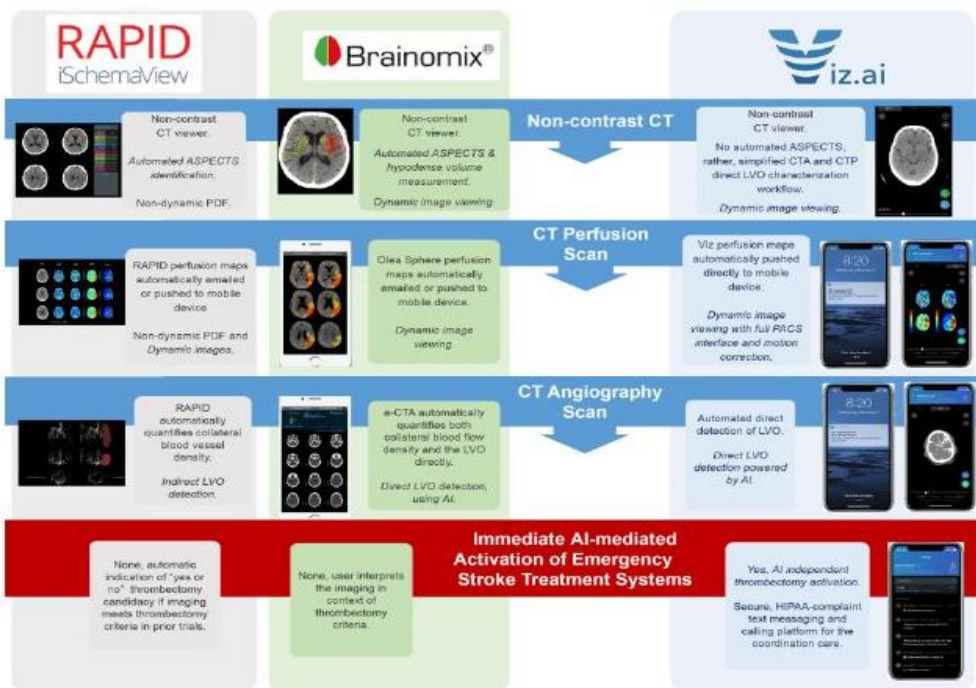 RAPID
iSchemaView
Brainomix®
Viz.ai
Non-contrast CT
Non-contrast
CT viewer.
Automated ASPECTS
identification.
Non-dynamic PDF.
Non-contrast
CT viewer.
Automated ASPECTS &
hypodense volume
measurement.
Dynamic image viewing.
Non-contrast
CT viewer.
No automated ASPECTS,
rather, simplified CTA and CTP
direct LVO characterization
workflow.
Dynamic image viewing.
CT Perfusion
Scan
RAPID perfusion maps
automatically emailed
or pushed to mobile
device
Non-dynamic PDF and
Dynamic images.
Olea Sphere perfusion
maps automatically
emailed or pushed to
mobile device.
Dynamic image
viewing.
Viz perfusion maps
automatically pushed
directly to mobile
device.
Dynamic image
viewing with full PACS
interface and motion
correction.
8:20
CT Angiography
Scan
RAPID
automatically
quantifies collateral
blood vessel
density.
Indirect LVO
detection.
e-CTA automatically
quantifies both
collateral blood flow
density and the LVO
directly.
Direct LVO detection,
using AI.
Automated direct
detection of LVO.
Direct LVO
detection powered
by AI.
8:20
Immediate AI-mediated
Activation of Emergency
Stroke Treatment Systems
None, automatic
indication of "yes or
no" thrombectomy
candidacy if imaging
meets thrombectomy
criteria in prior trials.
None, user interprets
the imaging in
context of
thrombectomy
criteria.
Yes, AI independent
thrombectomy activation.
Secure, HIPAA-complaint
text messaging and
calling platform for the
coordination care.